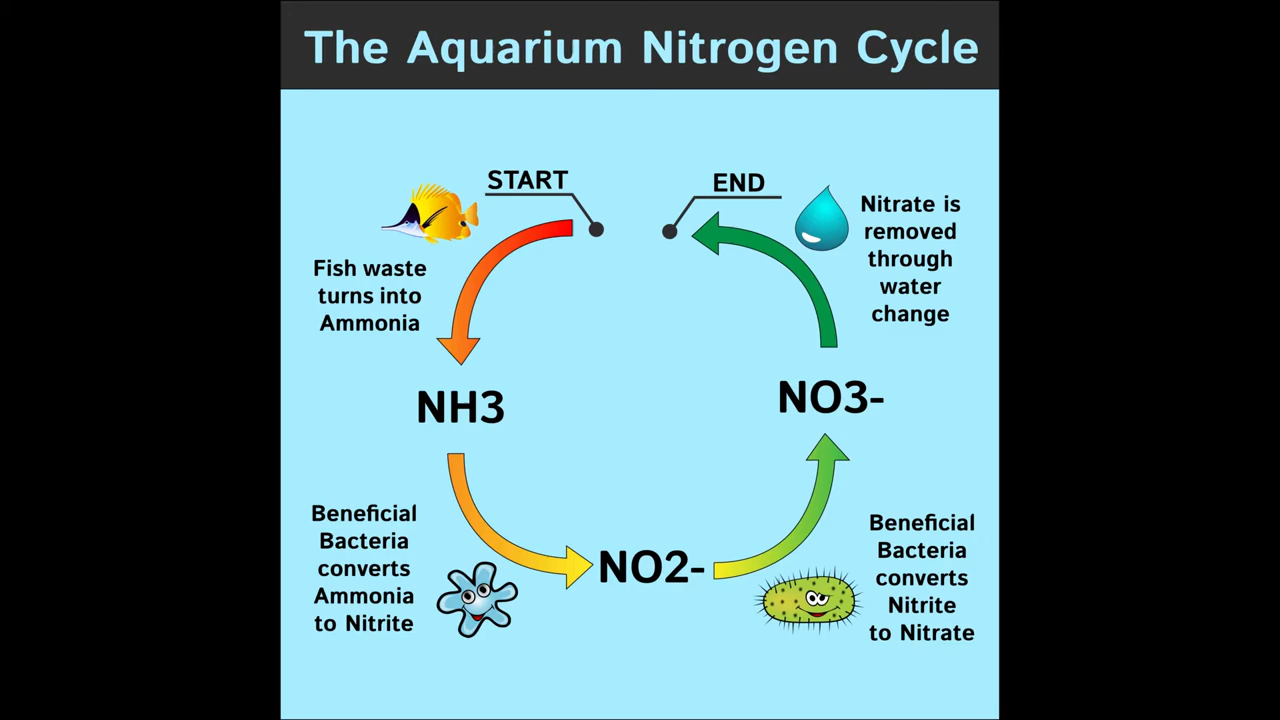 The Aquarium Nitrogen Cycle
START
END
Fish waste
turns into
Ammonia
Nitrate is
removed
through
water
change
NH3
NO3-
Beneficial
Bacteria
converts
Ammonia
to Nitrite
NO2-
Beneficial
Bacteria
converts
Nitrite
to Nitrate